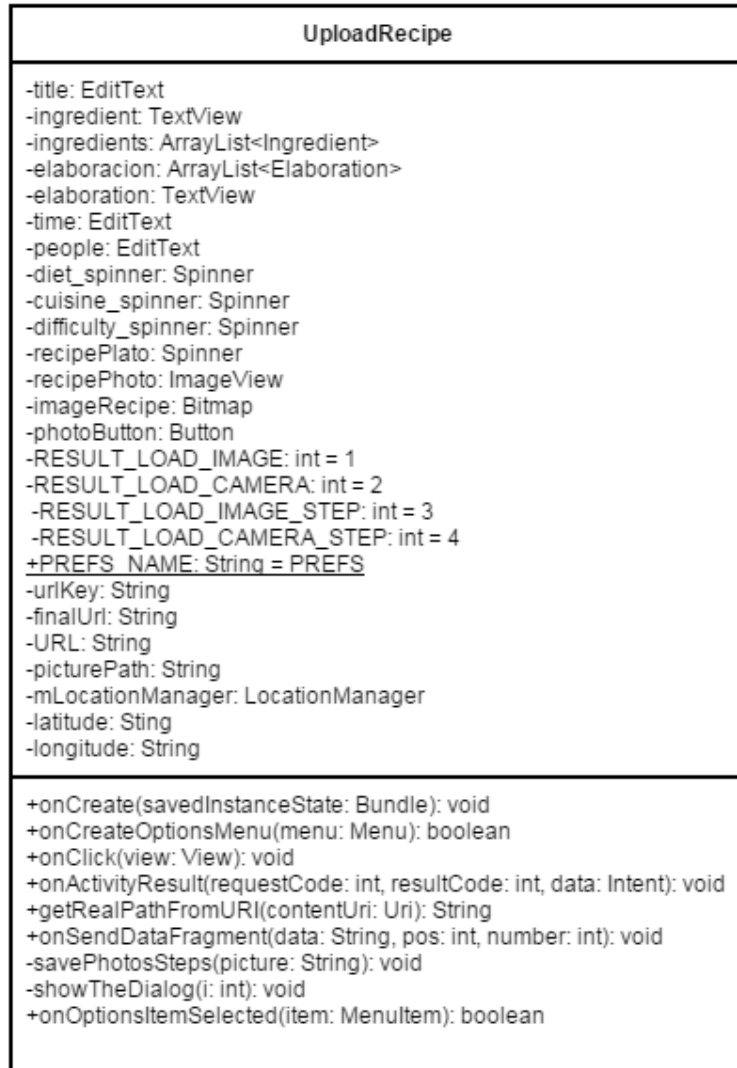 UploadRecipe
-title: EditText
-ingredient: TextView
-ingredients: ArrayList<Ingredient>
-elaboracion: ArrayList<Elaboration>
-elaboration: TextView
-time: EditText
-people: EditText
-diet_spinner: Spinner
-cuisine_spinner: Spinner
-difficulty_spinner: Spinner
-recipePlato: Spinner
-recipePhoto: ImageView
-imageRecipe: Bitmap
-photoButton: Button
-RESULT_LOAD_IMAGE: int = 1
-RESULT_LOAD_CAMERA: int = 2
-RESULT_LOAD_IMAGE_STEP: int = 3
-RESULT_LOAD_CAMERA_STEP: int = 4
+PREFS_NAME: String = PREFS
-urlKey: String
-finalUrl: String
-URL: String
-picturePath: String
-mLocationManager: LocationManager
-latitude: Sting
-longitude: String
+onCreate(savedInstanceState: Bundle): void
+onCreateOptionsMenu(menu: Menu): boolean
+onClick(view: View): void
+onActivityResult(requestCode: int, resultCode: int, data: Intent): void
+getRealPathFromURI(contentUri: Uri): String
+onSendDataFragment(data: String, pos: int, number: int): void
-savePhotosSteps(picture: String): void
-showTheDialog(i: int): void
+onOptionsItemSelected(item: MenuItem): boolean